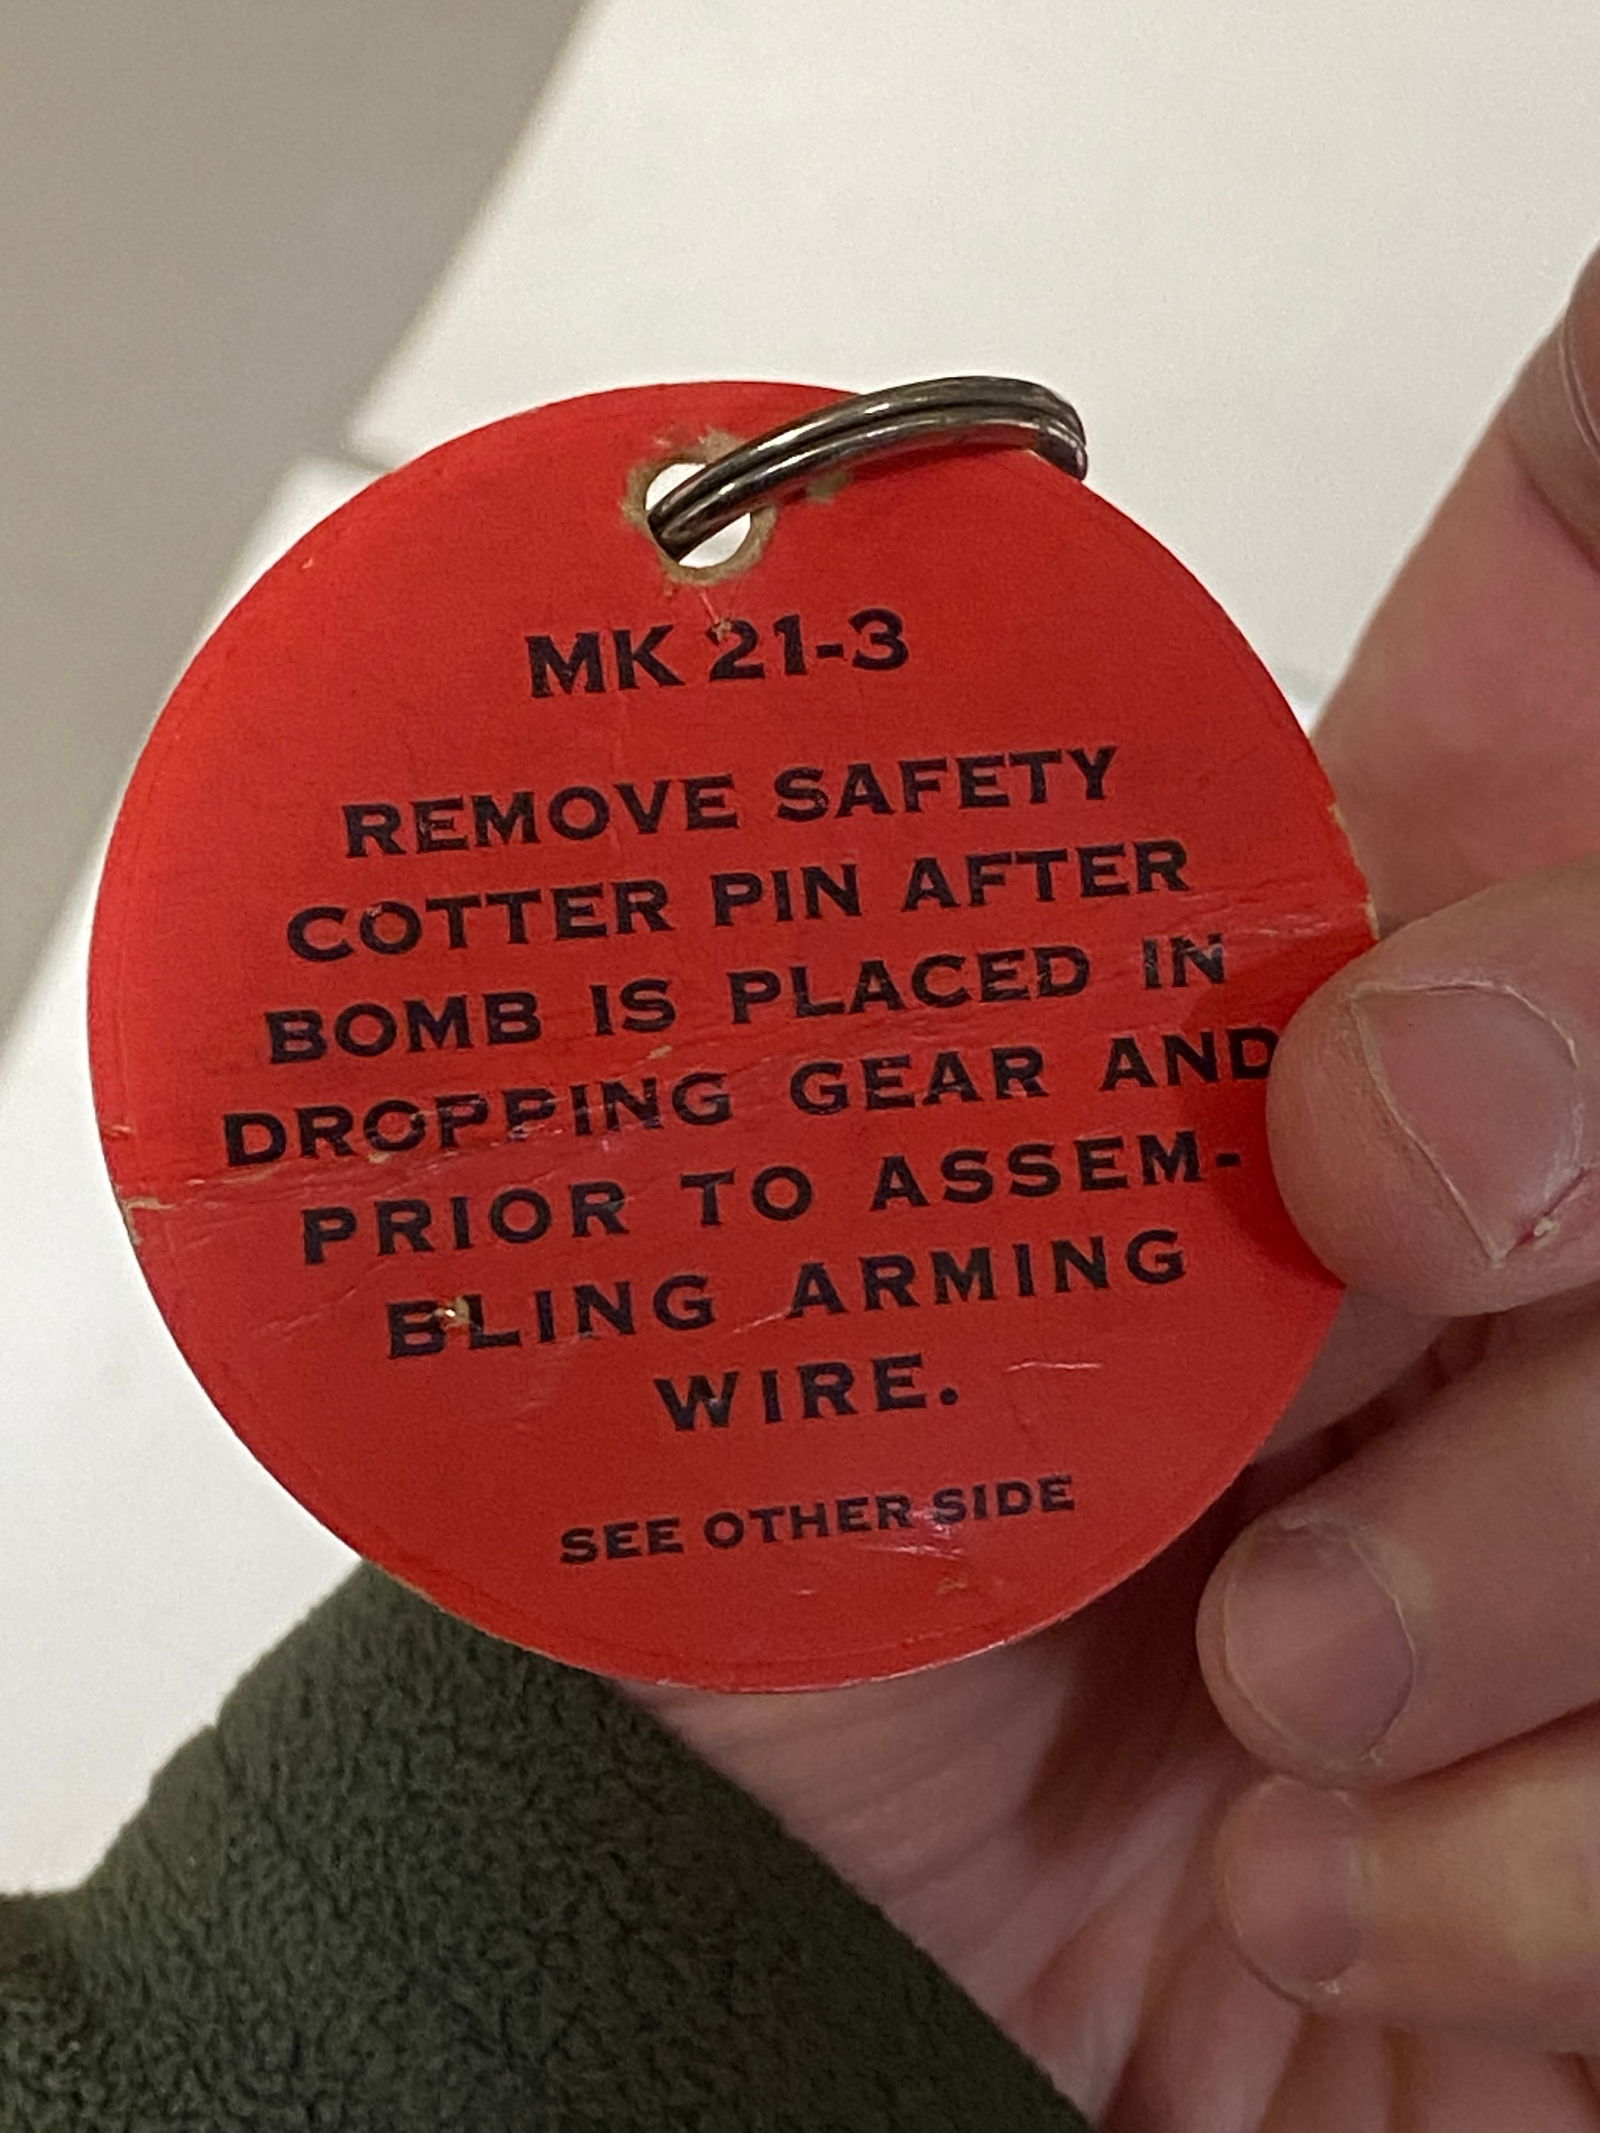 MK 21-3
REMOVE SAFETY
COTTER PIN AFTER
BOMB IS PLACED IN
DROPPING GEAR AND
PRIOR TO ASSEM-
BLING ARMING
WIRE.
SEE OTHER SIDE